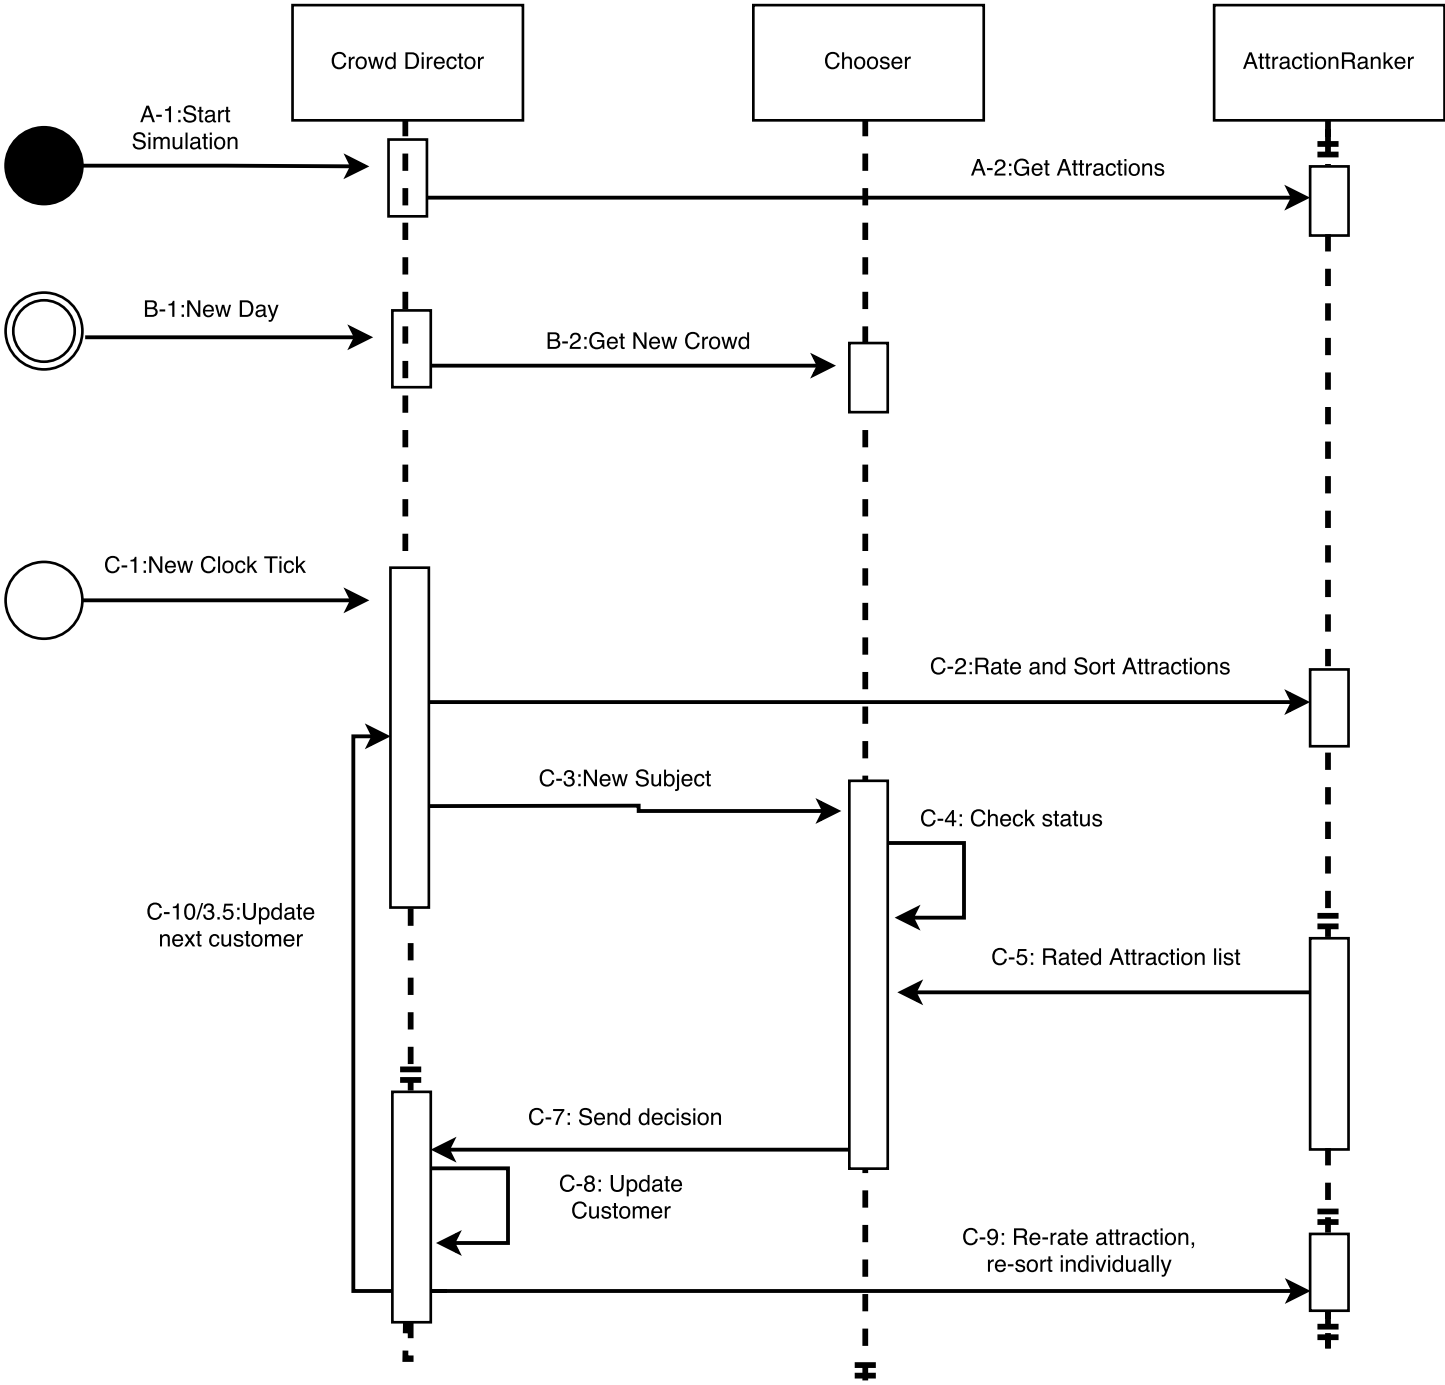 Crowd Director
Chooser
AttractionRanker
A-1:Start
Simulation
A-2:Get Attractions
B-1:New Day
B-2:Get New Crowd
C-1:New Clock Tick
C-2:Rate and Sort Attractions
C-3:New Subject
C-4: Check status
C-10/3.5:Update
next customer
C-5: Rated Attraction list
C-7: Send decision
C-8: Update
Customer
C-9: Re-rate attraction,
re-sort individually